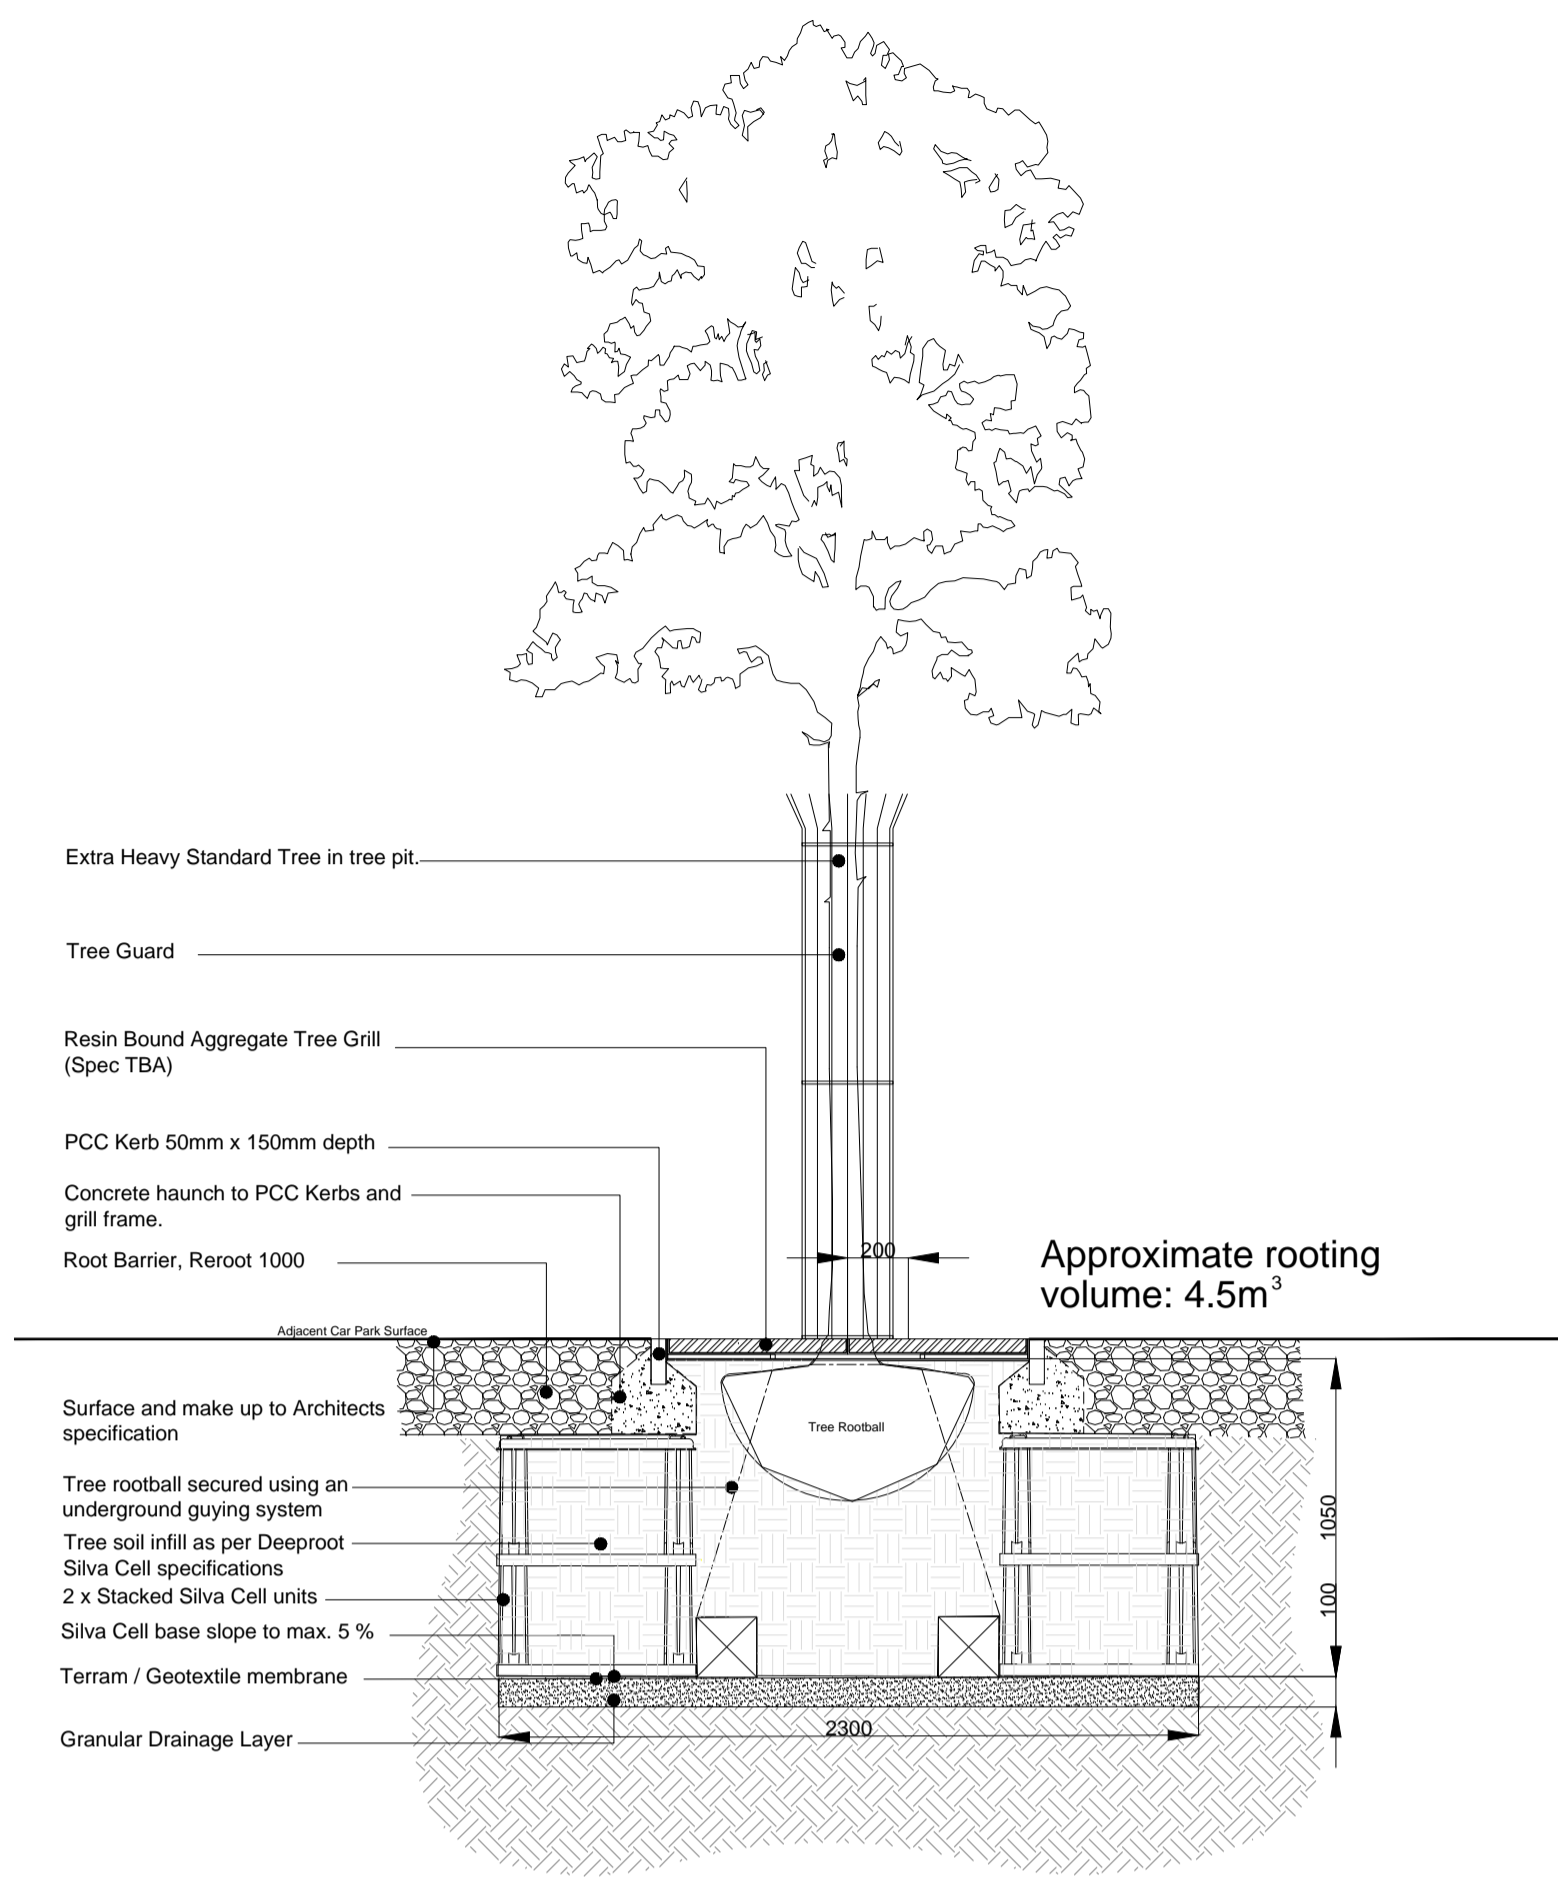 Extra Heavy Standard Tree in tree pit.
Tree Guard
Resin Bound Aggregate Tree Grill
(Spec TBA)
PCC Kerb 50mm x 150mm depth
Concrete haunch to PCC Kerbs and
grill frame.
Root Barrier, Reroot 1000
200
Approximate rooting
volume: 4.5m³
Adjacent Car Park Surface
Surface and make up to Architects
specification
Tree Rootball
Tree rootball secured using an
underground guying system
Tree soil infill as per Deeproot
Silva Cell specifications
2 x Stacked Silva Cell units
Silva Cell base slope to max. 5 %
Terram / Geotextile membrane
Granular Drainage Layer
1050
100
2300